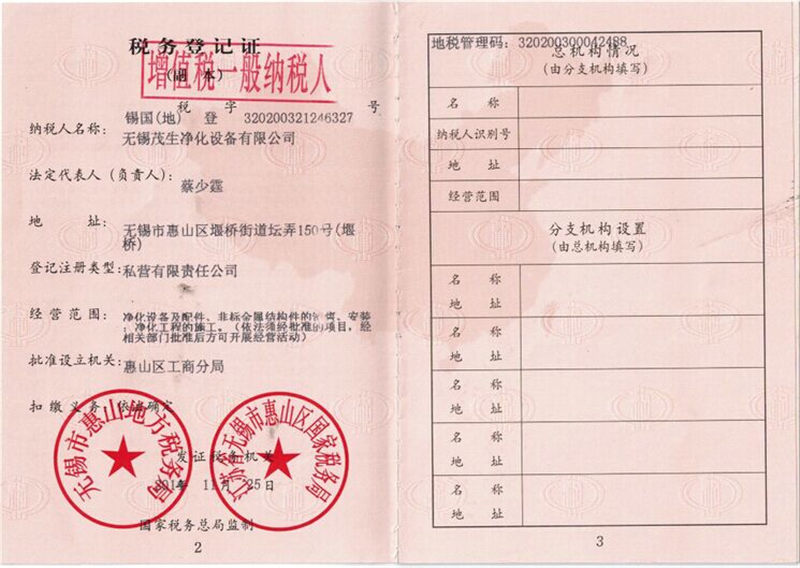 税务登记证
(副 本)
增值税一般纳税人
税 字 号
锡国(地) 登 320200321246327
纳税人名称: 无锡茂生净化设备有限公司
法定代表人(负责人): 蔡少霆
地 址: 无锡市惠山区堰桥街道坛弄150号(堰
桥)
登记注册类型: 私营有限责任公司
经营范围: 净化设备及配件、非标金属结构件的 、安装
;净化工程的施工。(依法须经批准的项目,经
相关部门批准后方可开展经营活动)
批准设立机关: 惠山区工商分局
扣缴义务: 依法确定
无锡市惠山地方税务局
江苏省无锡市惠山区国家税务局
发证税务机关
11月 25日
国家税务总局监制
2
地税管理码: 320200300042488
总机构情况
(由分支机构填写)
名 称
纳税人识别号
地 址
经营范围
分支机构设置
(由总机构填写)
名 称
地 址
名 称
地 址
名 称
地 址
名 称
地 址
名 称
地 址
3